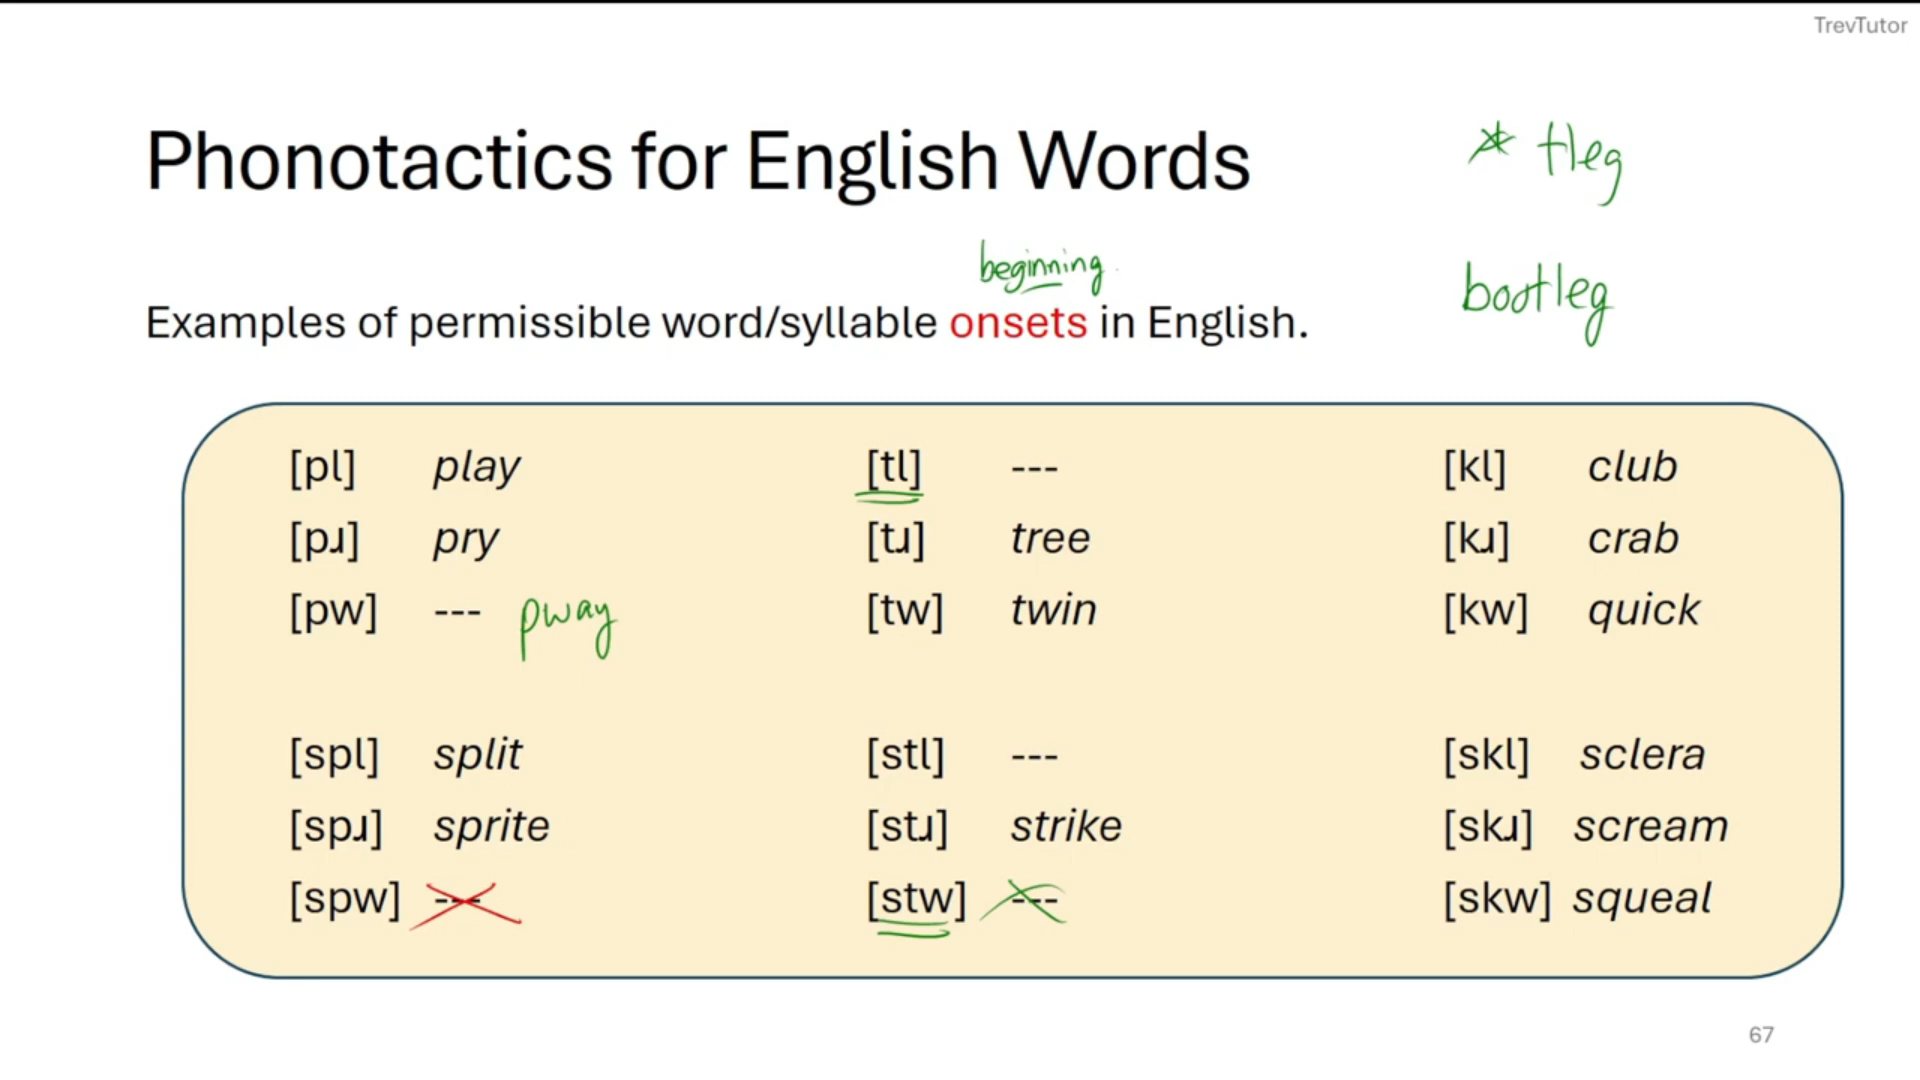 TrevTutor
Phonotactics for English Words
* tleg
beginning
bootleg
Examples of permissible word/syllable onsets in English.
[pl] play [tl] --- [kl] club
[pɹ] pry [tɹ] tree [kɹ] crab
[pw] --- pway [tw] twin [kw] quick
[spl] split [stl] --- [skl] sclera
[spɹ] sprite [stɹ] strike [skɹ] scream
[spw] --- [stw] --- [skw] squeal
67